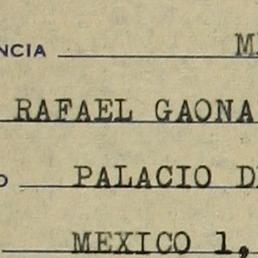 NCIA M
RAFAEL GAONA
O PALACIO D
MEXICO 1,